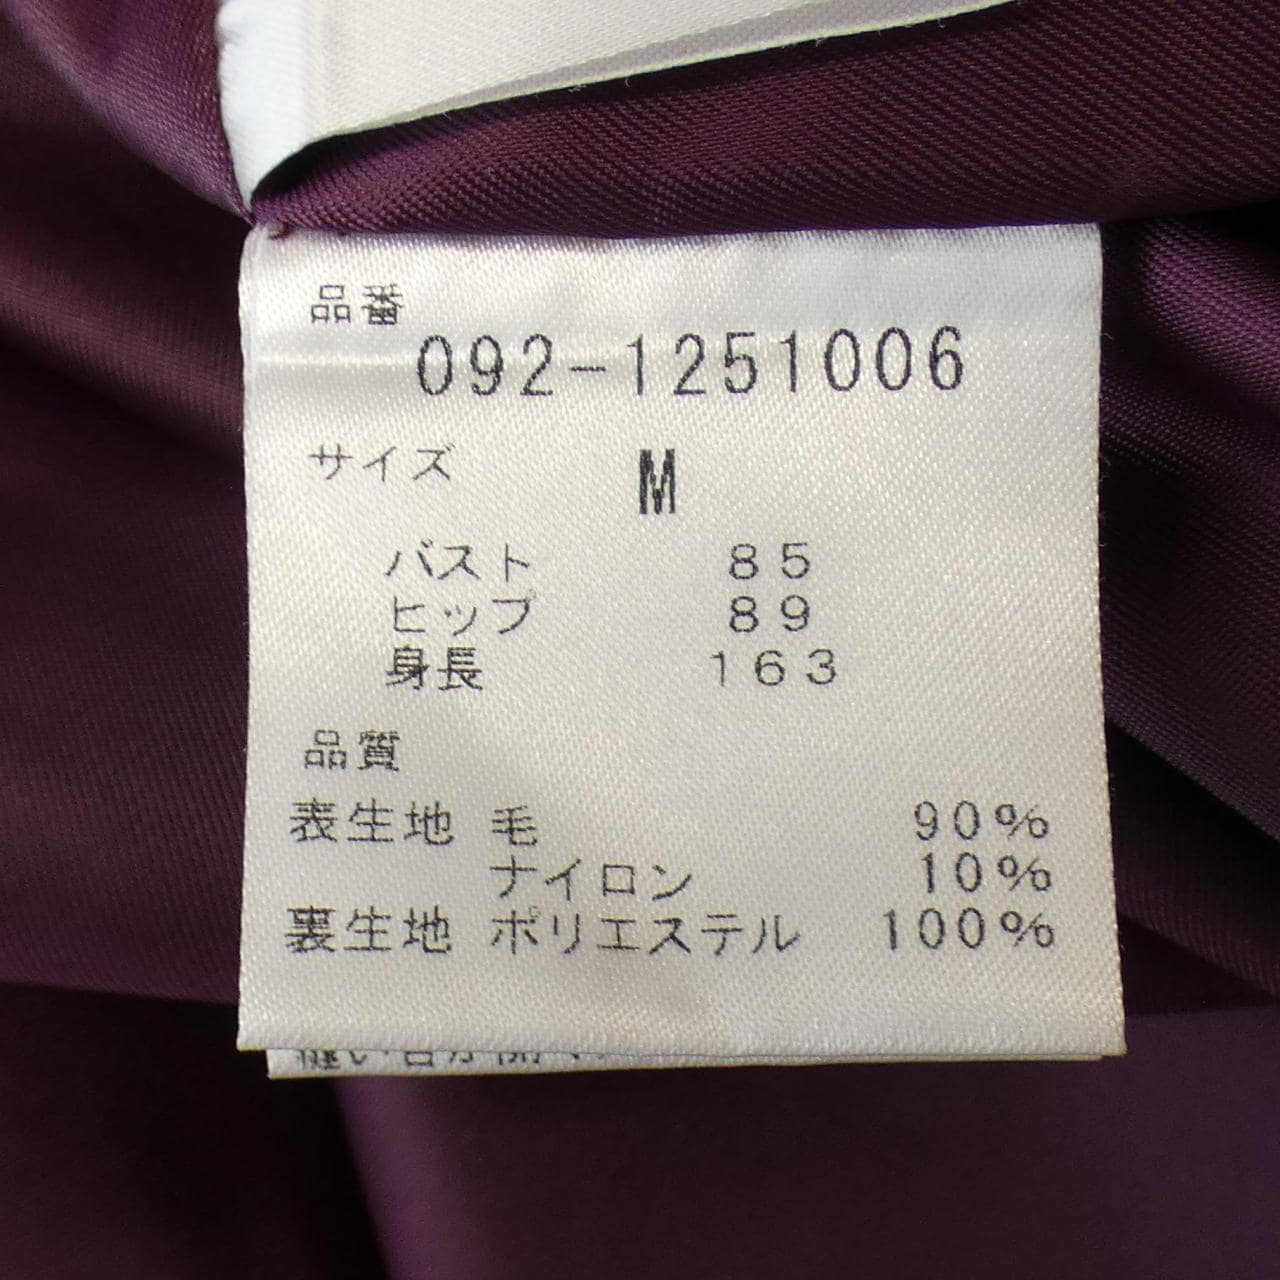 品番
092-1251006
サイズ M
バスト 85
ヒップ 89
身長 163
品質
表生地 毛 90%
ナイロン 10%
裏生地 ポリエステル 100%